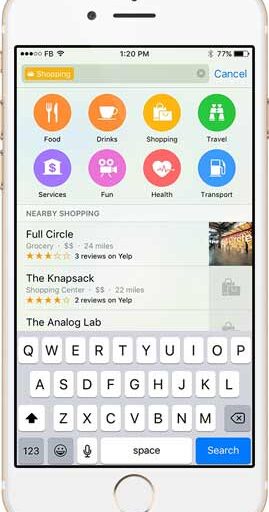 FB 1:20 PM 77%
Shopping Cancel
Food Drinks Shopping Travel
$
Services Fun Health Transport
NEARBY SHOPPING
Full Circle
Grocery · $$ · 24 miles
3 reviews on Yelp
The Knapsack
Shopping Center · $$ · 22 miles
2 reviews on Yelp
The Analog Lab
Q W E R T Y U I O P
A S D F G H J K L
Z X C V B N M
123 space Search